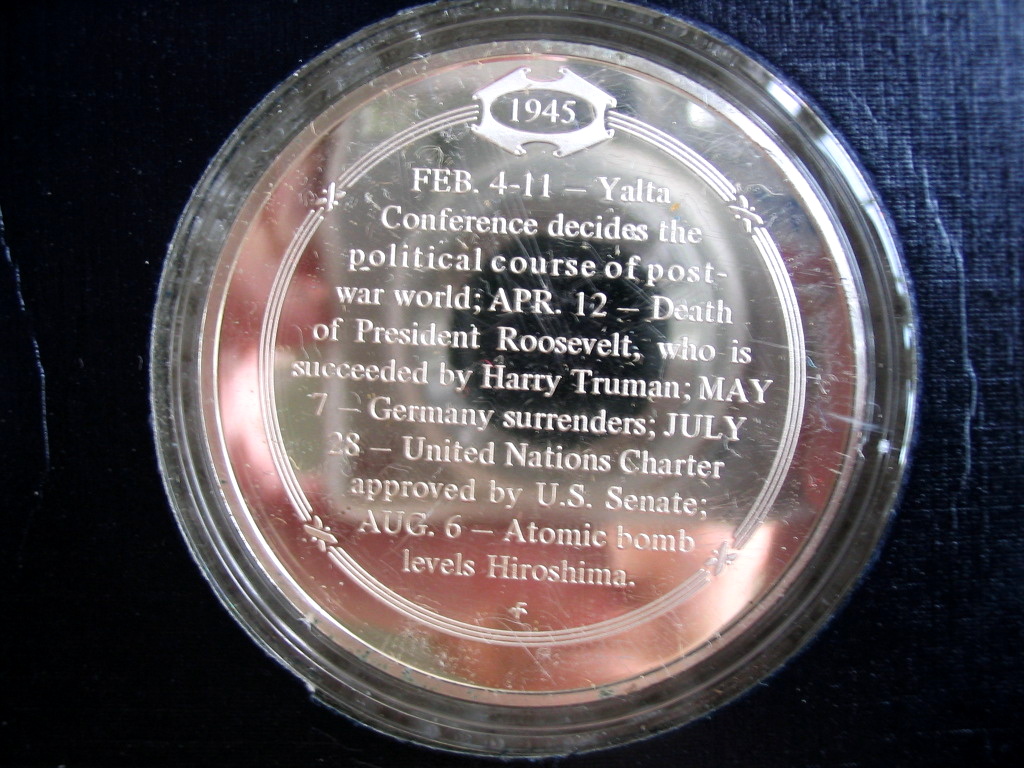 1945
FEB. 4-11 – Yalta
Conference decides the
political course of post-
war world; APR. 12 – Death
of President Roosevelt, who is
succeeded by Harry Truman; MAY
7 – Germany surrenders; JULY
28 – United Nations Charter
approved by U.S. Senate;
AUG. 6 – Atomic bomb
levels Hiroshima.